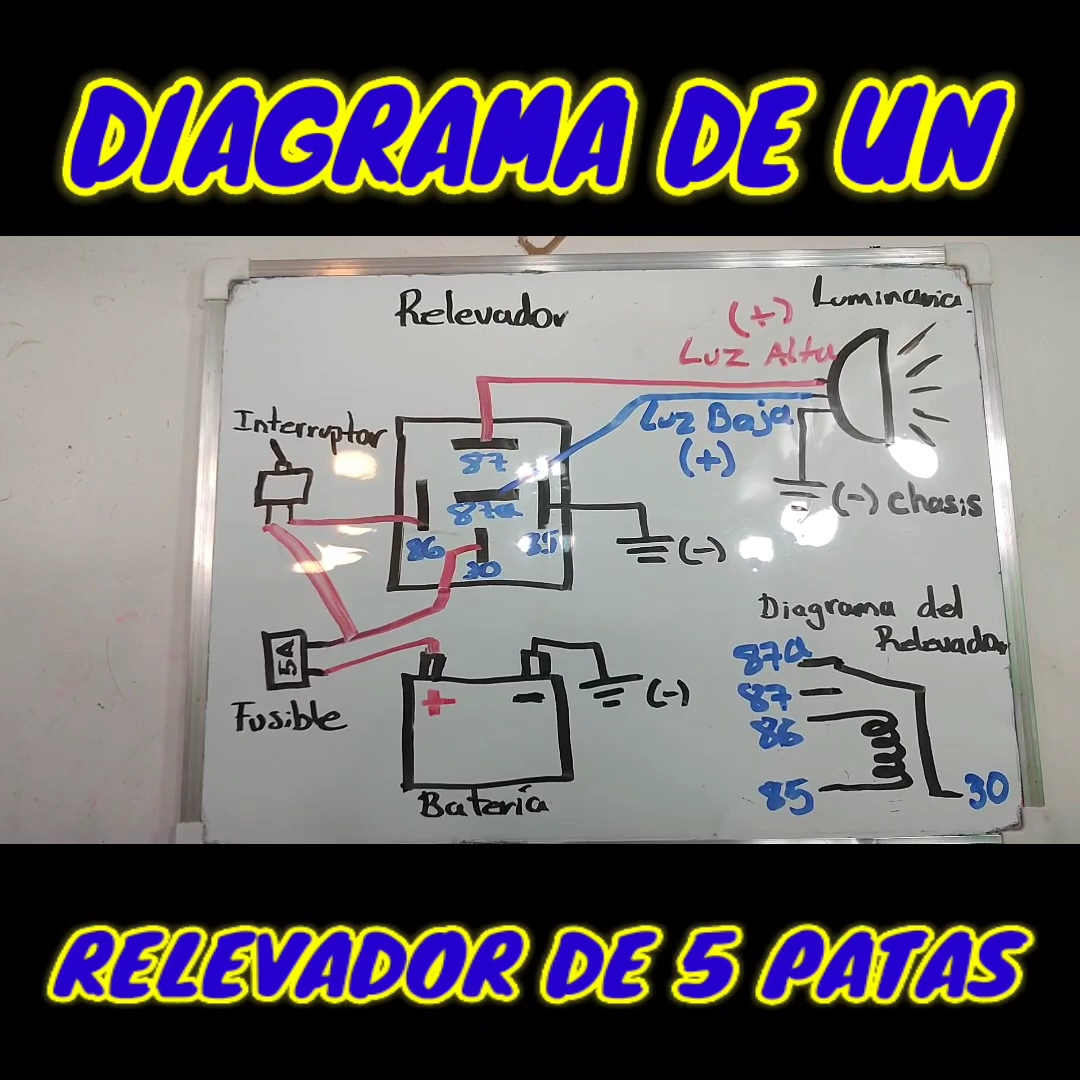 DIAGRAMA DE UN
Relevador
Luminaria
(+)
Luz Alta
Interruptor
Luz Baja
(+)
87
87a
86
35
30
(-) chasis
(-)
Diagrama del
Relevador
5A
Fusible
+
-
(-)
Batería
87a
87
86
85
30
RELEVADOR DE 5 PATAS